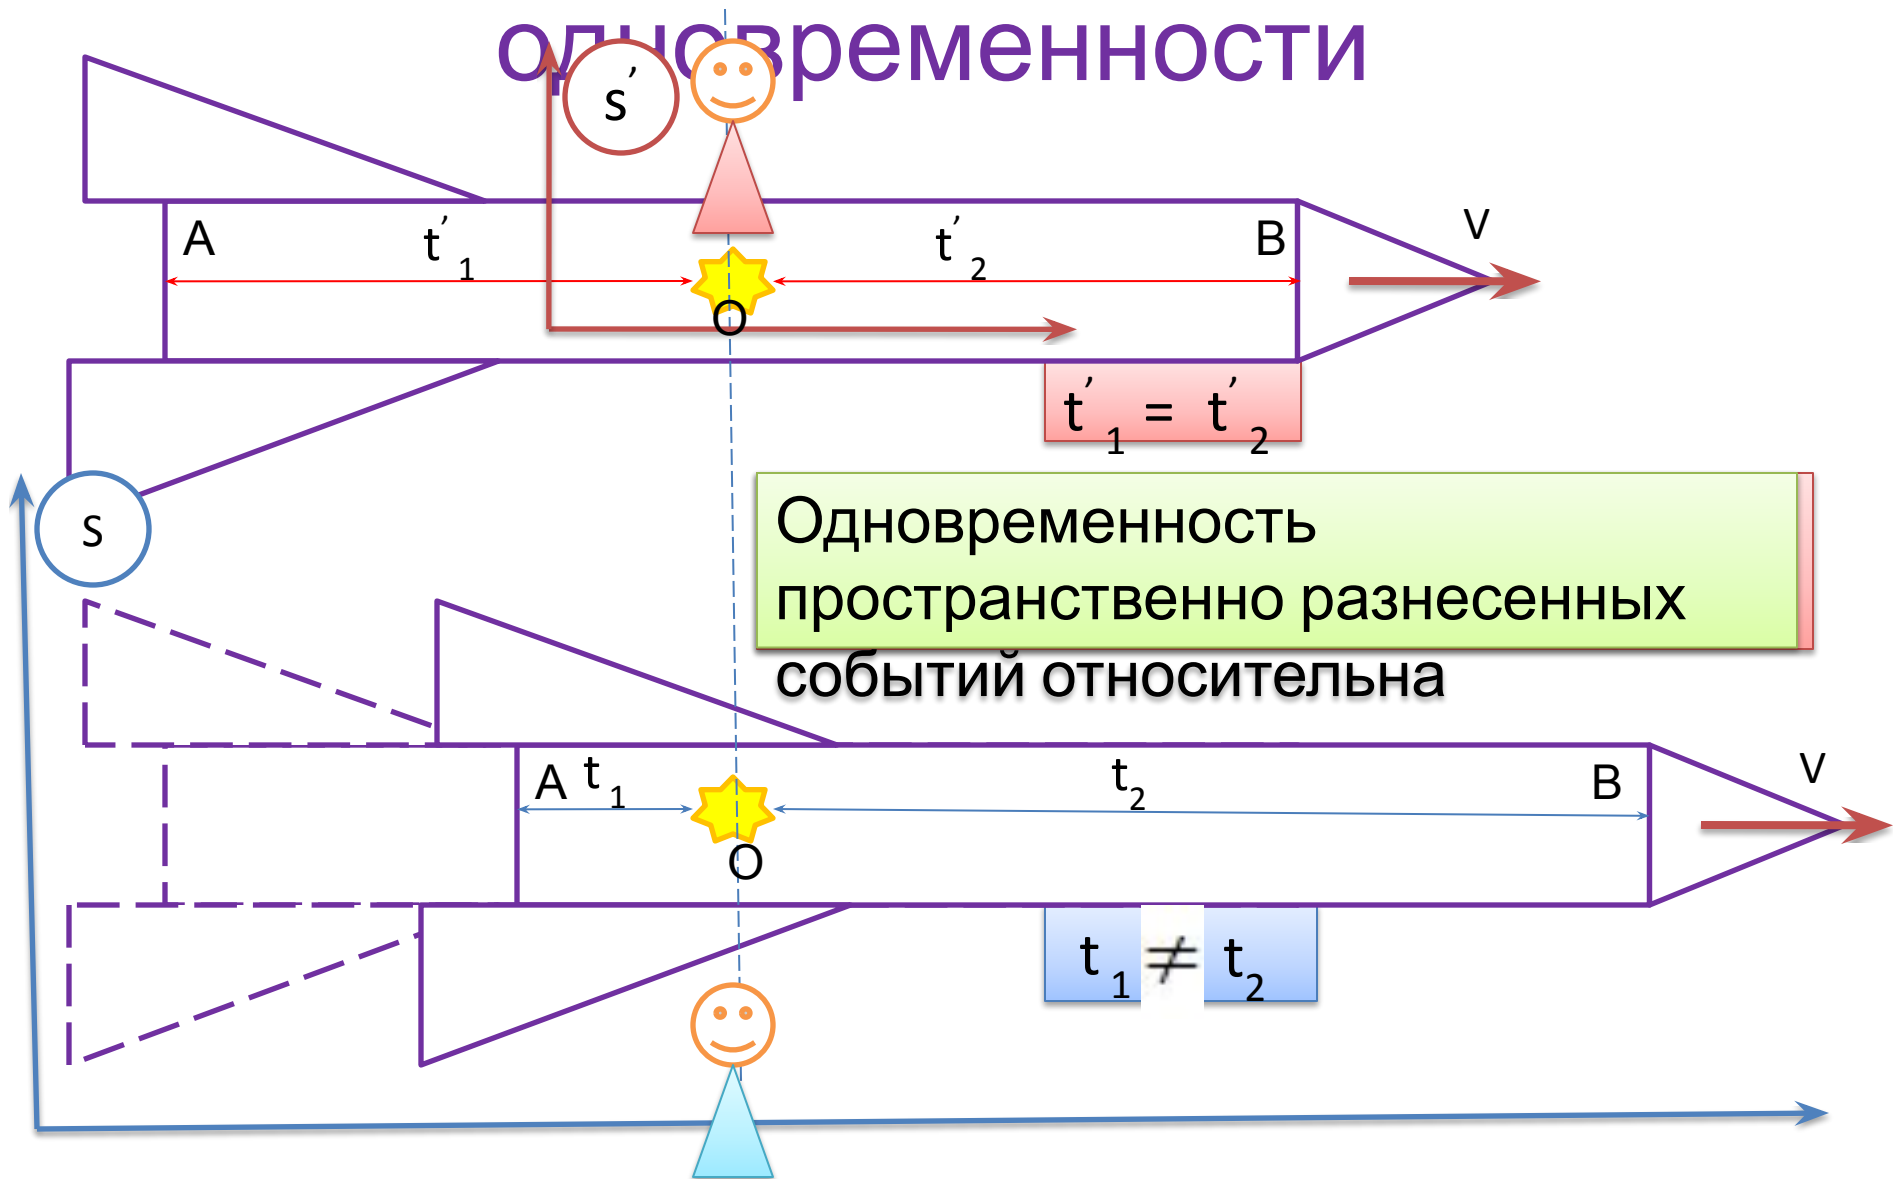 одновременности
s′
A
t′1
t′2
B
V
O
t′1 = t′2
S
Одновременность
пространственно разнесенных
событий относительна
A
t1
t2
B
V
O
t1 ≠ t2